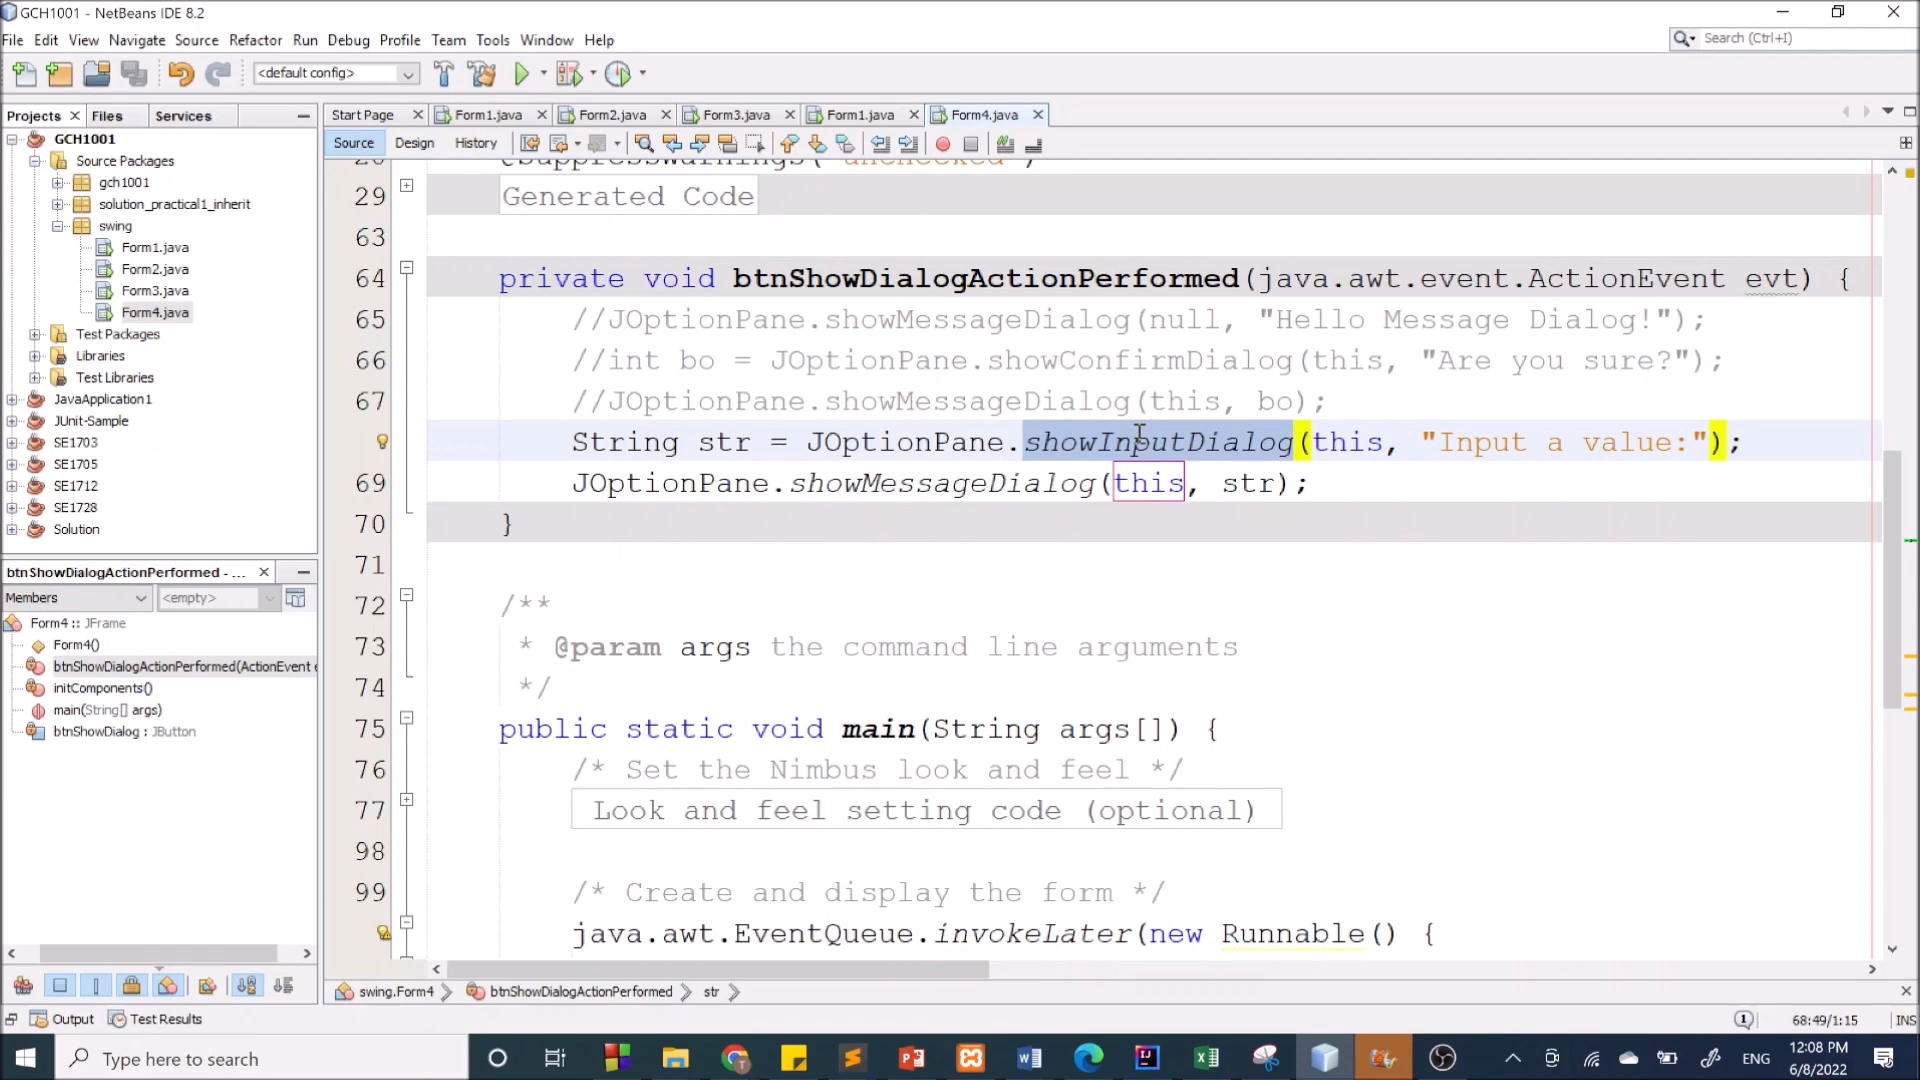 GCH1001 - NetBeans IDE 8.2
File Edit View Navigate Source Refactor Run Debug Profile Team Tools Window Help
Search (Ctrl+I)
<default config>
Projects Files Services
Start Page Form1.java Form2.java Form3.java Form1.java Form4.java
Source Design History
GCH1001
Source Packages
gch1001
solution_practical1_inherit
swing
Form1.java
Form2.java
Form3.java
Form4.java
Test Packages
Libraries
Test Libraries
JavaApplication1
JUnit-Sample
SE1703
SE1705
SE1712
SE1728
Solution
btnShowDialogActionPerformed - ...
Members <empty>
Form4 :: JFrame
Form4()
btnShowDialogActionPerformed(ActionEvent e
initComponents()
main(String[] args)
btnShowDialog : JButton
29 Generated Code
63
64 private void btnShowDialogActionPerformed(java.awt.event.ActionEvent evt) {
65 //JOptionPane.showMessageDialog(null, "Hello Message Dialog!");
66 //int bo = JOptionPane.showConfirmDialog(this, "Are you sure?");
67 //JOptionPane.showMessageDialog(this, bo);
String str = JOptionPane.showInputDialog(this, "Input a value:");
69 JOptionPane.showMessageDialog(this, str);
70 }
71
72 /**
73 * @param args the command line arguments
74 */
75 public static void main(String args[]) {
76 /* Set the Nimbus look and feel */
77 Look and feel setting code (optional)
98
99 /* Create and display the form */
java.awt.EventQueue.invokeLater(new Runnable() {
swing.Form4 btnShowDialogActionPerformed str
Output Test Results
1 68:49/1:15 INS
Type here to search
ENG
12:08 PM
6/8/2022